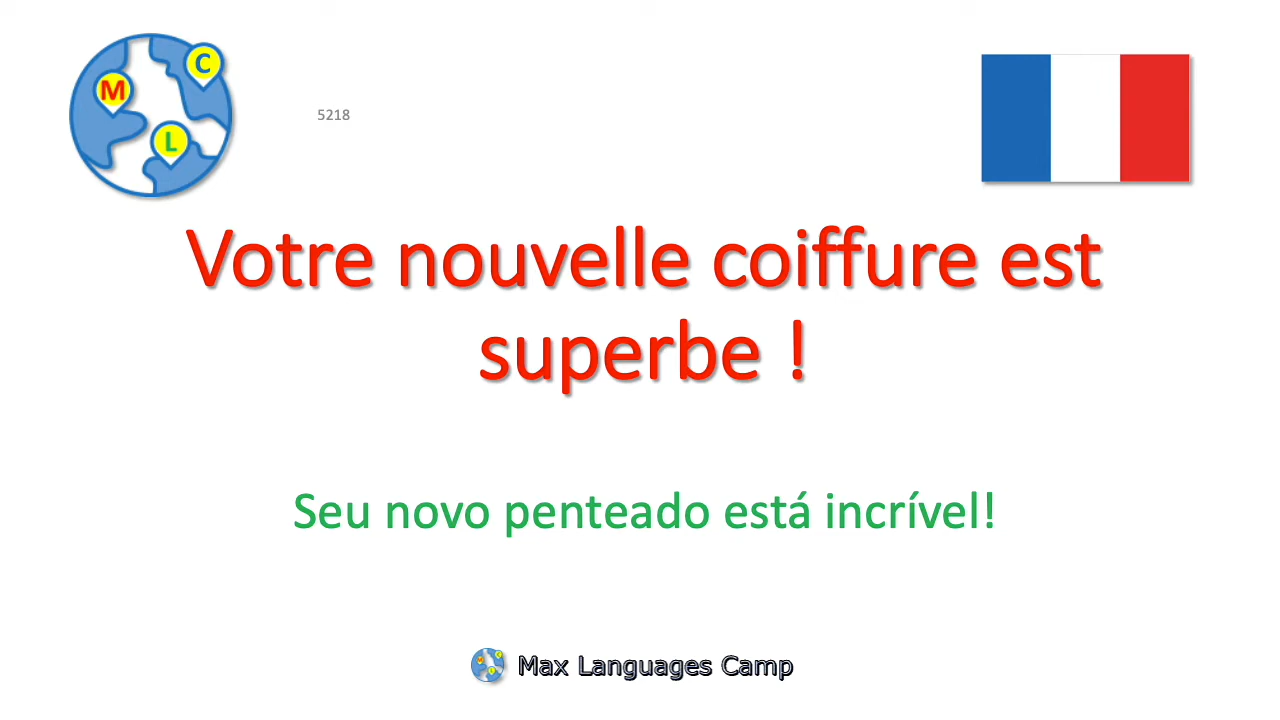 M
C
L
5218
Votre nouvelle coiffure est
superbe !
Seu novo penteado está incrível!
Max Languages Camp